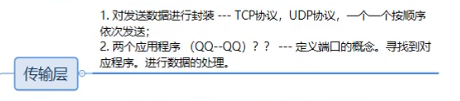 1. 对发送数据进行封装 --- TCP协议，UDP协议，一个一个按顺序
依次发送；
2. 两个应用程序 （QQ--QQ）？？ --- 定义端口的概念。寻找到对
应程序。进行数据的处理。
传输层